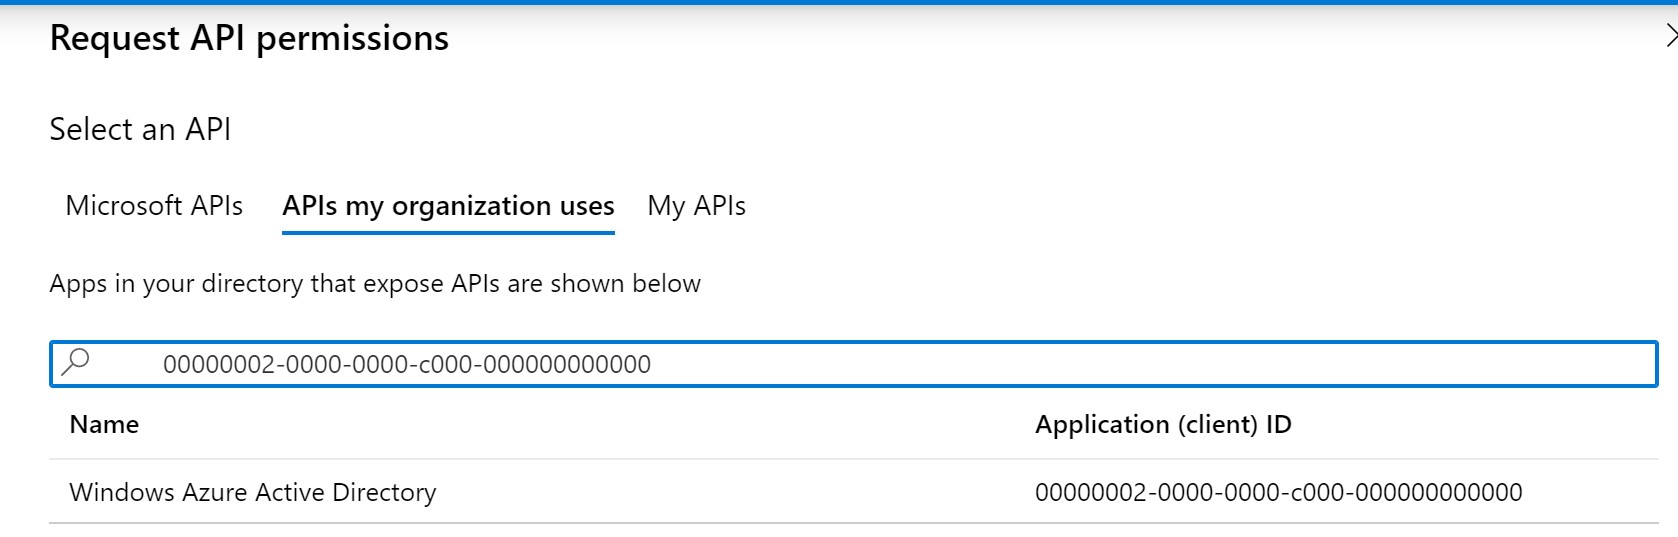 Request API permissions
Select an API
Microsoft APIs APIs my organization uses My APIs
Apps in your directory that expose APIs are shown below
00000002-0000-0000-c000-000000000000
Name Application (client) ID
Windows Azure Active Directory 00000002-0000-0000-c000-000000000000